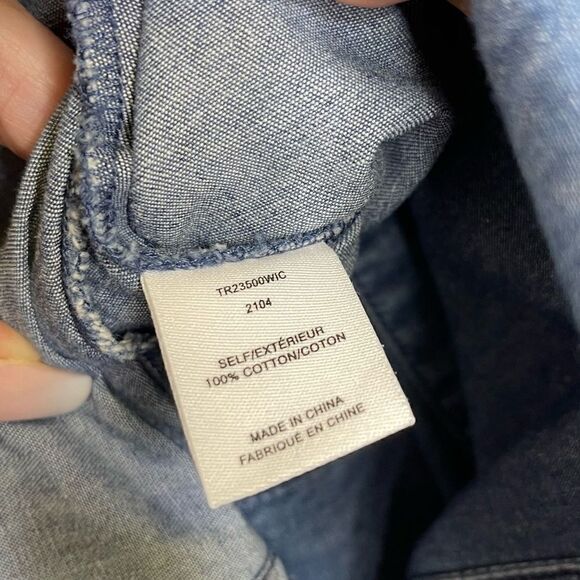 TR23500WIC
2104
SELF/EXTÉRIEUR
100% COTTON/COTON
MADE IN CHINA
FABRIQUÉ EN CHINE